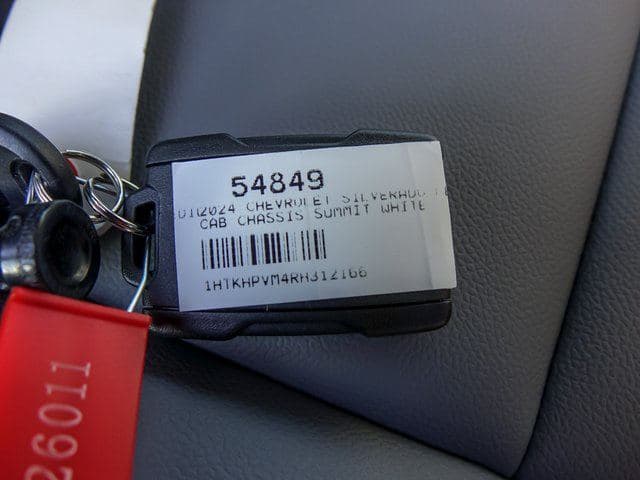 54849
2024 CHEVROLET SILVERADO
CAB CHASSIS SUMMIT WHITE
1HTKHPVM4RH312166
26011